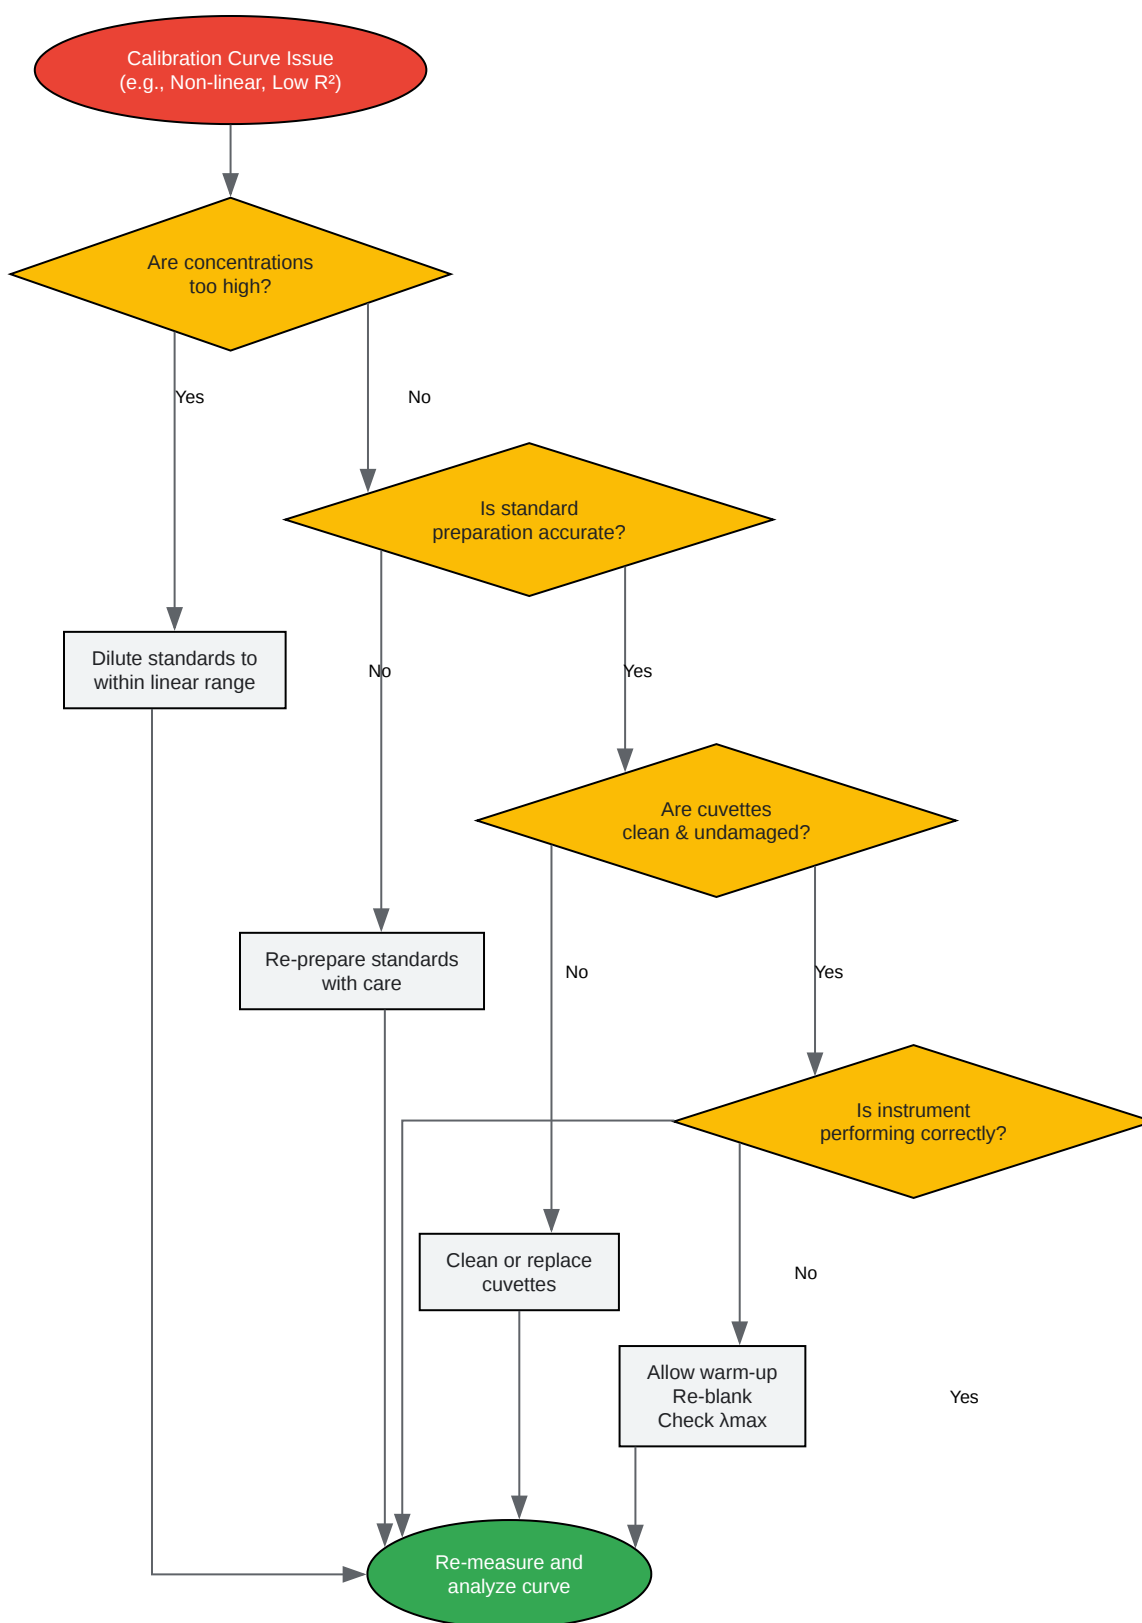 Calibration Curve Issue
(e.g., Non-linear, Low R²)
Are concentrations
too high?
Yes
No
Is standard
preparation accurate?
Dilute standards to
within linear range
No
Yes
Are cuvettes
clean & undamaged?
Re-prepare standards
with care
No
Yes
Is instrument
performing correctly?
Clean or replace
cuvettes
No
Allow warm-up
Re-blank
Check λmax
Yes
Re-measure and
analyze curve